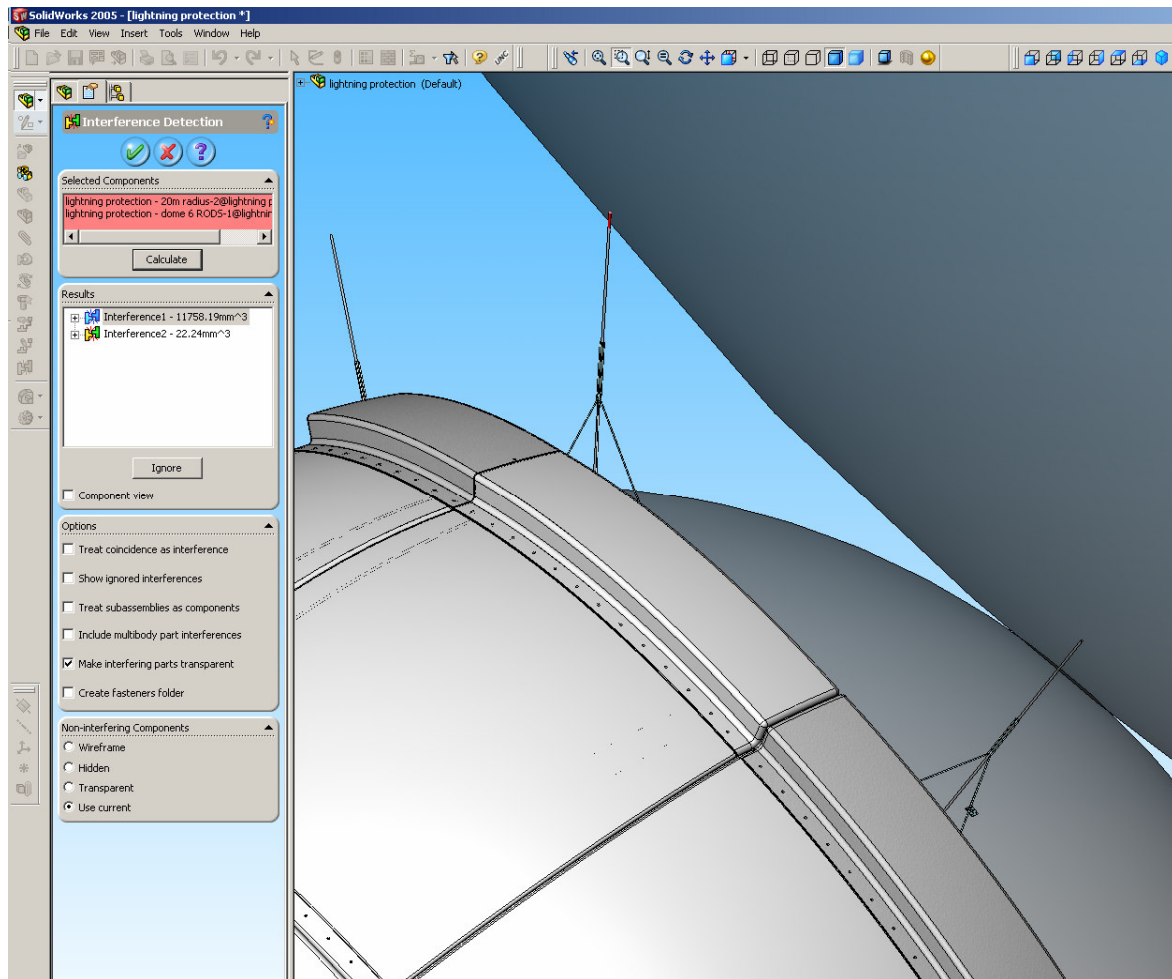 SolidWorks 2005 - [lightning protection *]
File Edit View Insert Tools Window Help
lightning protection (Default)
Interference Detection
Selected Components
lightning protection - 20m radius-2@lightning p
lightning protection - dome 6 RODS-1@lightnin
Calculate
Results
Interference1 - 11758.19mm^3
Interference2 - 22.24mm^3
Ignore
Component view
Options
Treat coincidence as interference
Show ignored interferences
Treat subassemblies as components
Include multibody part interferences
Make interfering parts transparent
Create fasteners folder
Non-interfering Components
Wireframe
Hidden
Transparent
Use current